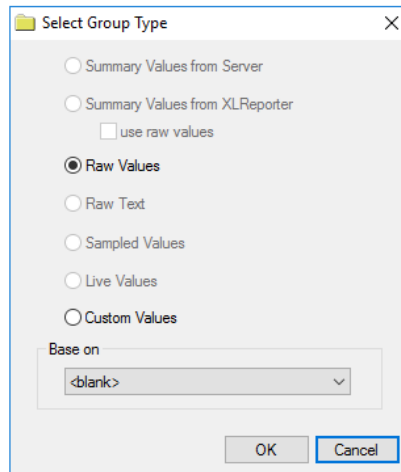 Select Group Type
Summary Values from Server
Summary Values from XLReporter
use raw values
Raw Values
Raw Text
Sampled Values
Live Values
Custom Values
Base on
<blank>
OK Cancel